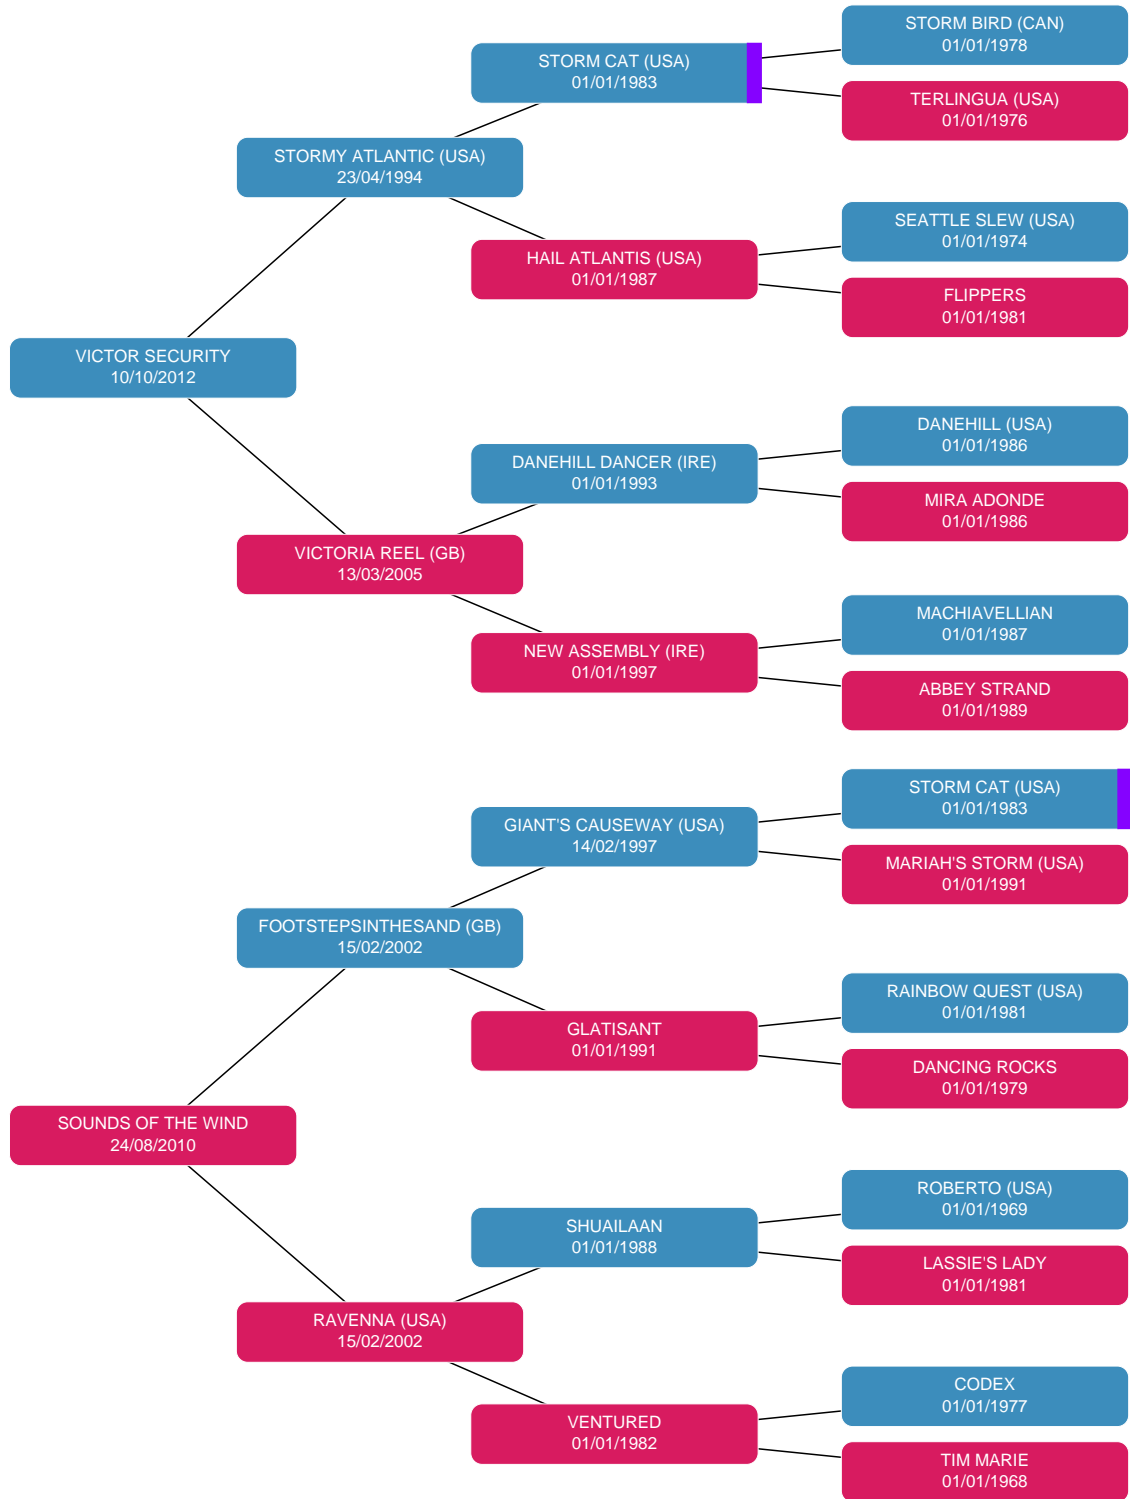 STORM BIRD (CAN)
01/01/1978
STORM CAT (USA)
01/01/1983
TERLINGUA (USA)
01/01/1976
STORMY ATLANTIC (USA)
23/04/1994
SEATTLE SLEW (USA)
01/01/1974
HAIL ATLANTIS (USA)
01/01/1987
FLIPPERS
01/01/1981
VICTOR SECURITY
10/10/2012
DANEHILL (USA)
01/01/1986
DANEHILL DANCER (IRE)
01/01/1993
MIRA ADONDE
01/01/1986
VICTORIA REEL (GB)
13/03/2005
MACHIAVELLIAN
01/01/1987
NEW ASSEMBLY (IRE)
01/01/1997
ABBEY STRAND
01/01/1989
STORM CAT (USA)
01/01/1983
GIANT'S CAUSEWAY (USA)
14/02/1997
MARIAH'S STORM (USA)
01/01/1991
FOOTSTEPSINTHESAND (GB)
15/02/2002
RAINBOW QUEST (USA)
01/01/1981
GLATISANT
01/01/1991
DANCING ROCKS
01/01/1979
SOUNDS OF THE WIND
24/08/2010
ROBERTO (USA)
01/01/1969
SHUAILAAN
01/01/1988
LASSIE'S LADY
01/01/1981
RAVENNA (USA)
15/02/2002
CODEX
01/01/1977
VENTURED
01/01/1982
TIM MARIE
01/01/1968